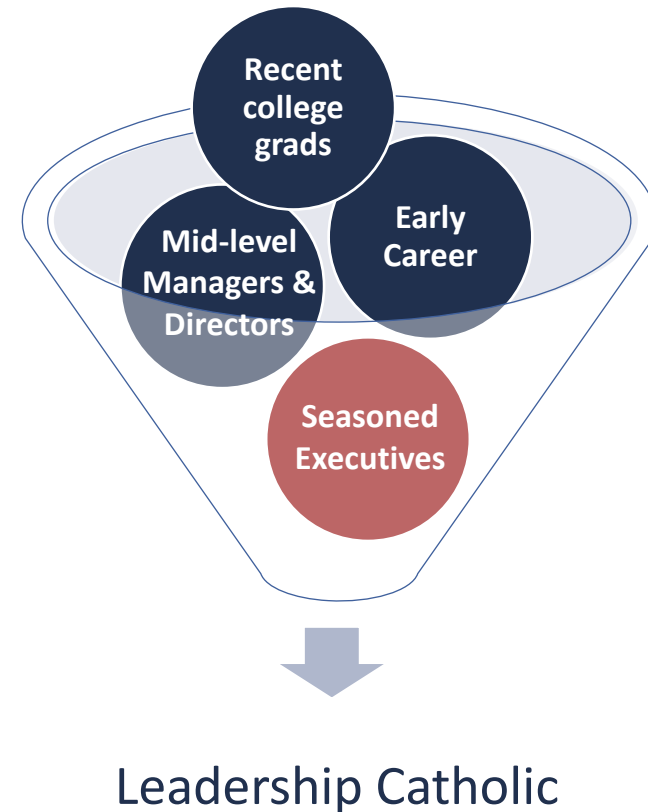 Recent
college
grads
Early
Career
Mid-level
Managers &
Directors
Seasoned
Executives
Leadership Catholic